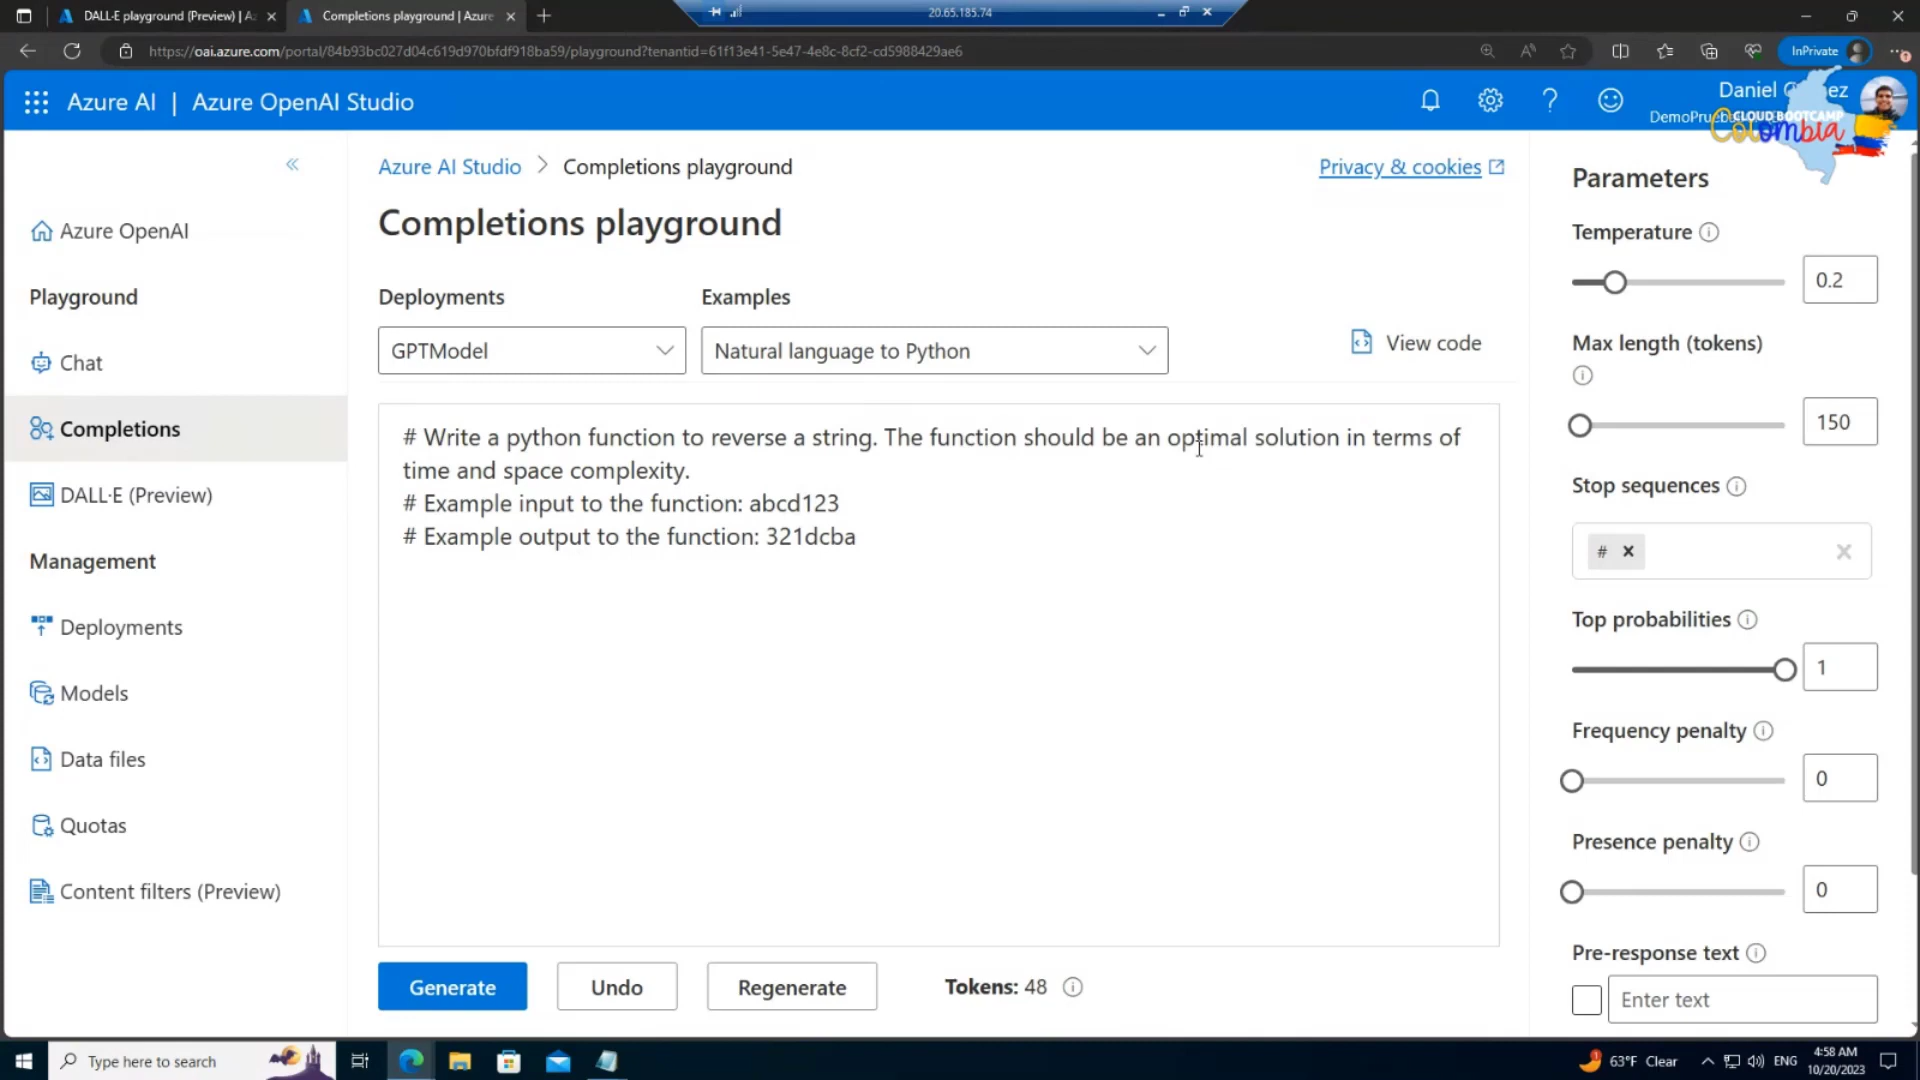 DALL·E playground (Preview) | Az
Completions playground | Azure
20.65.185.74
https://oai.azure.com/portal/84b93bc027d04c619d970bfdf918ba59/playground?tenantid=61f13e41-5e47-4e8c-8cf2-cd5988429ae6
InPrivate
Azure AI | Azure OpenAI Studio
Daniel
CLOUD BOOTCAMP
Colombia
Azure OpenAI
Playground
Chat
Completions
DALL·E (Preview)
Management
Deployments
Models
Data files
Quotas
Content filters (Preview)
Azure AI Studio > Completions playground
Privacy & cookies
Completions playground
Deployments
Examples
GPTModel
Natural language to Python
View code
# Write a python function to reverse a string. The function should be an optimal solution in terms of
time and space complexity.
# Example input to the function: abcd123
# Example output to the function: 321dcba
Generate
Undo
Regenerate
Tokens: 48
Parameters
Temperature
0.2
Max length (tokens)
150
Stop sequences
#
Top probabilities
1
Frequency penalty
0
Presence penalty
0
Pre-response text
Enter text
Type here to search
63°F Clear
ENG
4:58 AM
10/20/2023